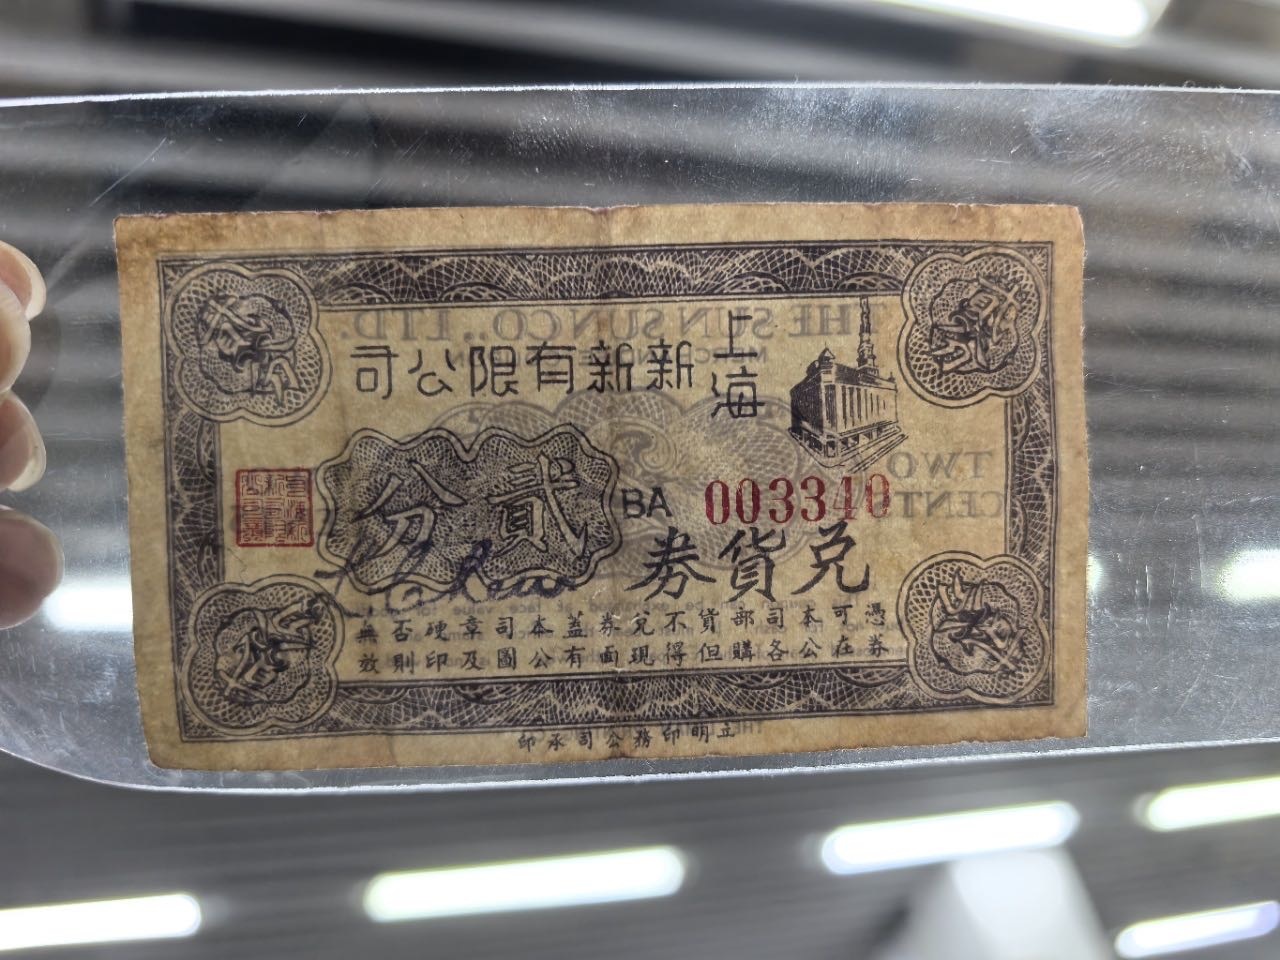 上海
新新有限公司
貳分
BA 003340
兌貨券
憑券可在本公司各部購貨但不得兌現券面蓋有本公司圖章及硬印否則無效
立明印務公司承印
THE SUN SUN CO., LTD.
TWO
CENTS